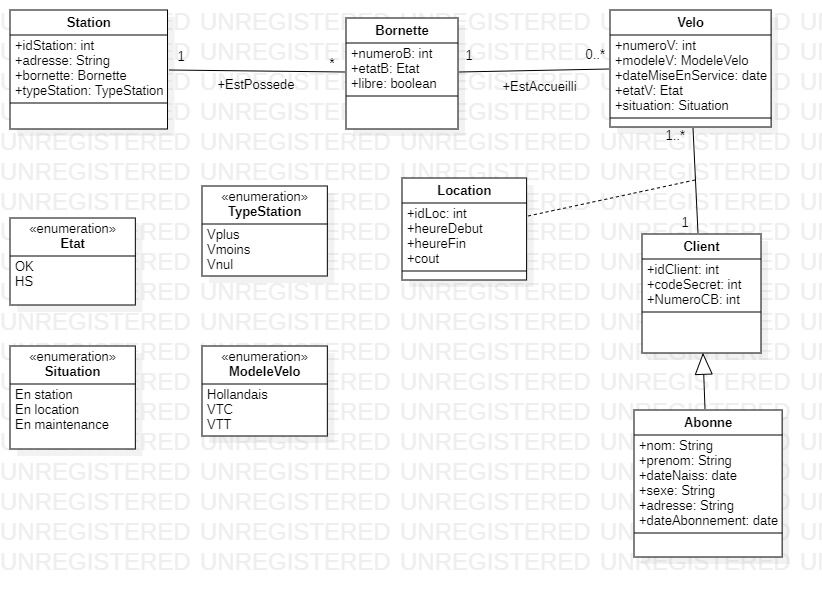 Station
+idStation: int
+adresse: String
+bornette: Bornette
+typeStation: TypeStation
1
*
+EstPossede
Bornette
+numeroB: int
+etatB: Etat
+libre: boolean
1
0..*
+EstAccueilli
Velo
+numeroV: int
+modeleV: ModeleVelo
+dateMiseEnService: date
+etatV: Etat
+situation: Situation
1..*
1
Location
+idLoc: int
+heureDebut
+heureFin
+cout
«enumeration»
TypeStation
Vplus
Vmoins
Vnul
«enumeration»
Etat
OK
HS
Client
+idClient: int
+codeSecret: int
+NumeroCB: int
«enumeration»
Situation
En station
En location
En maintenance
«enumeration»
ModeleVelo
Hollandais
VTC
VTT
Abonne
+nom: String
+prenom: String
+dateNaiss: date
+sexe: String
+adresse: String
+dateAbonnement: date
UNREGISTERED